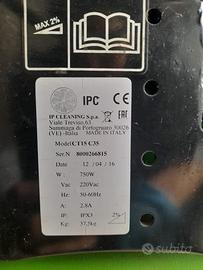 MAX 2%
IPC
IP CLEANING S.p.a.
Viale Treviso,63
Summaga di Portogruaro 30026
(VE) -Italia MADE IN ITALY
Model CT15 C35
Ser.N 8000266815
Date 12 / 04 / 16
W : 750W
Vac 220Vac
Hz: 50-60Hz
A: 2.8A
IP: IPX3
Kg: 37,5kg
2%
subito